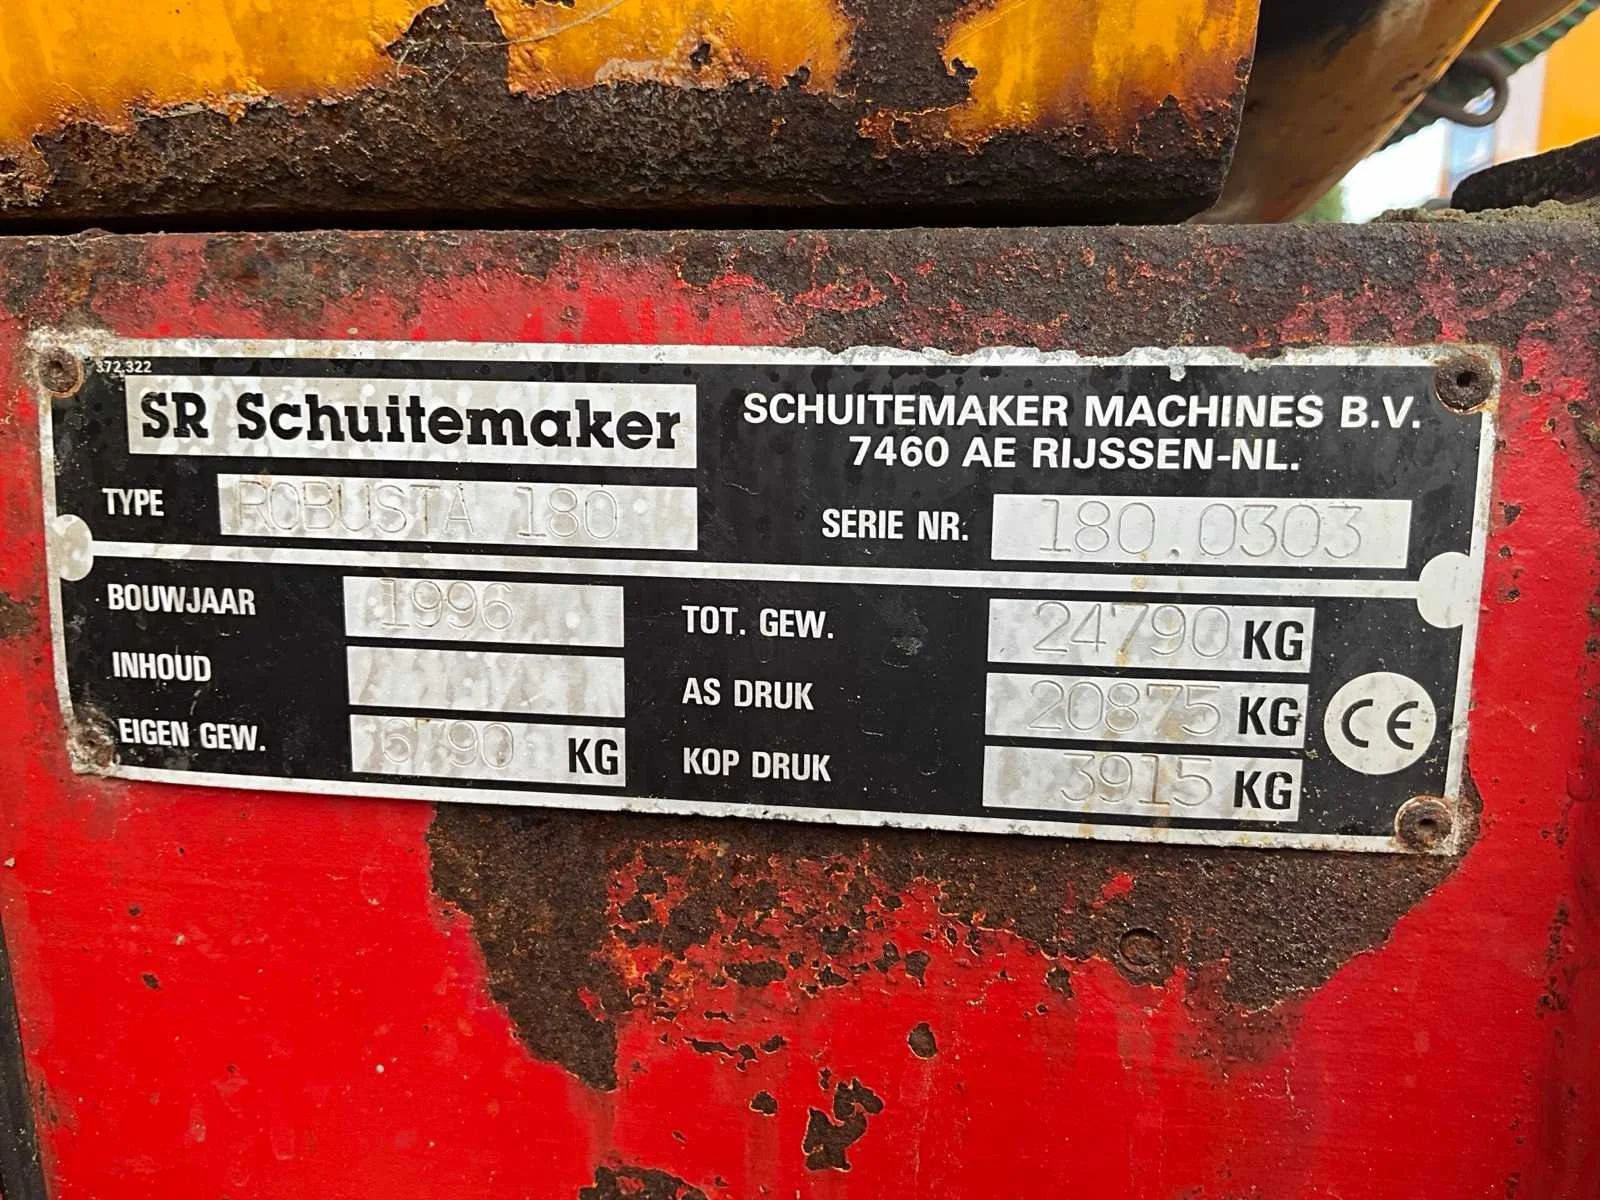 372.322
SR Schuitemaker
SCHUITEMAKER MACHINES B.V.
7460 AE RIJSSEN-NL.
TYPE ROBUSTA 180
SERIE NR. 180.0303
BOUWJAAR 1996
INHOUD
EIGEN GEW. 6790 KG
TOT. GEW. 24790 KG
AS DRUK 20875 KG
KOP DRUK 3915 KG
CE